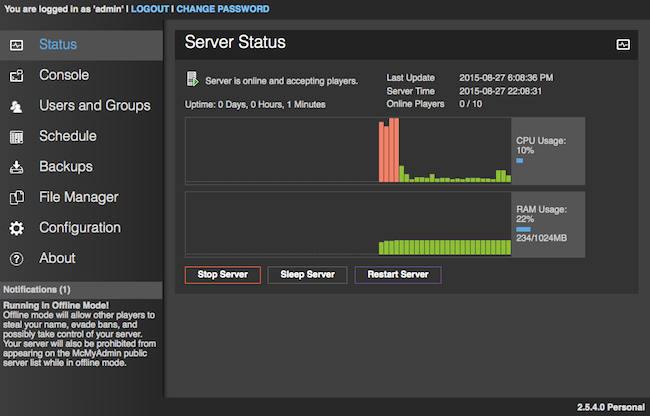 You are logged in as 'admin' | LOGOUT | CHANGE PASSWORD
Status
Console
Users and Groups
Schedule
Backups
File Manager
Configuration
About
Notifications (1)
Running in Offline Mode!
Offline mode will allow other players to
steal your name, evade bans, and
possibly take control of your server.
Your server will also be prohibited from
appearing on the McMyAdmin public
server list while in offline mode.
Server Status
Server is online and accepting players.
Uptime: 0 Days, 0 Hours, 1 Minutes
Last Update 2015-08-27 6:08:36 PM
Server Time 2015-08-27 22:08:31
Online Players 0 / 10
CPU Usage:
10%
RAM Usage:
22%
234/1024MB
Stop Server
Sleep Server
Restart Server
2.5.4.0 Personal